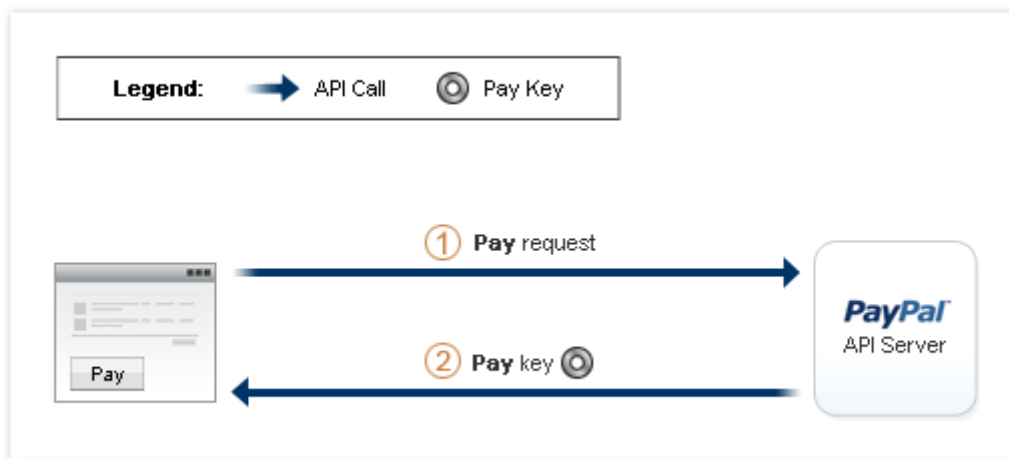 Legend: API Call Pay Key
1 Pay request
PayPal
API Server
2 Pay key
Pay